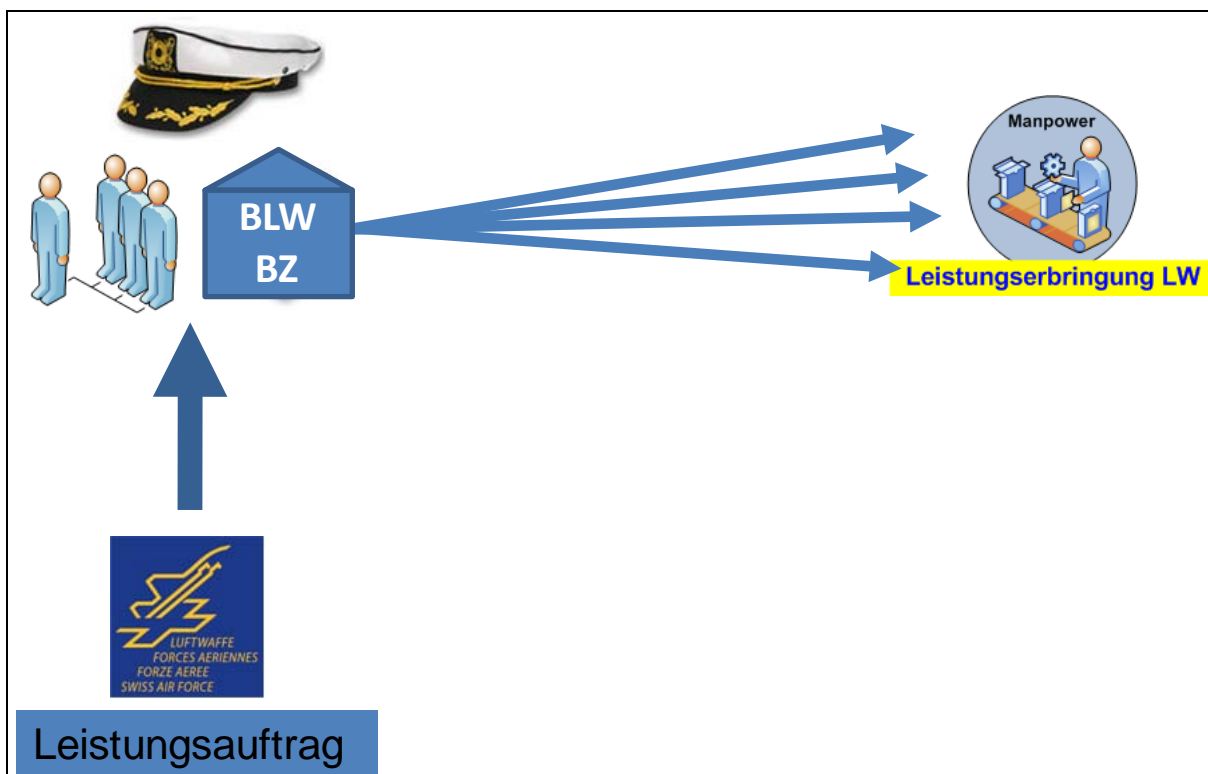 Manpower
BLW
BZ
Leistungserbringung LW
LUFTWAFFE
FORCES AERIENNES
FORZE AEREE
SWISS AIR FORCE
Leistungsauftrag